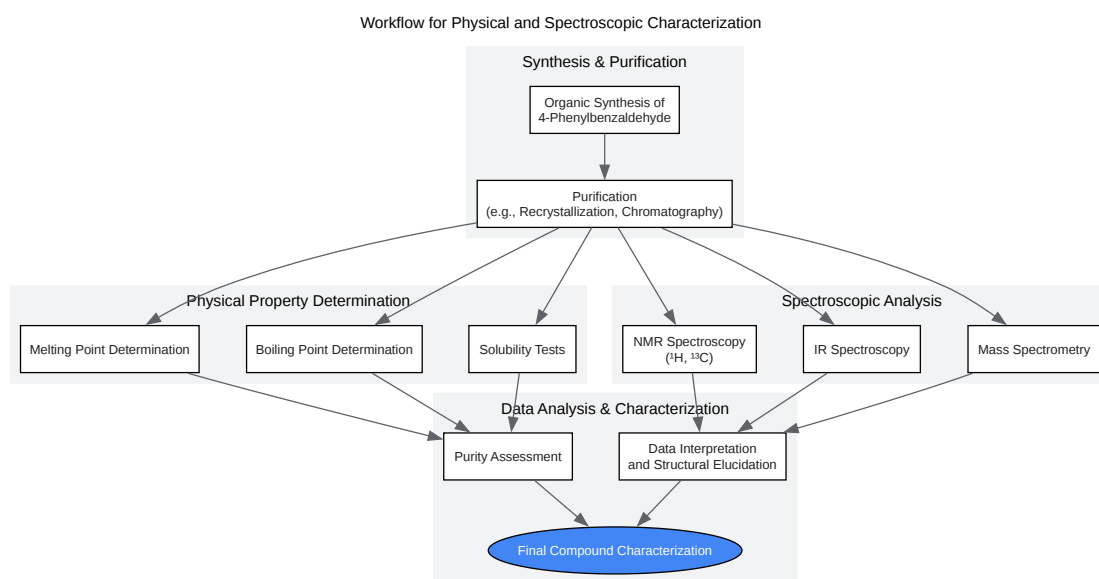 Workflow for Physical and Spectroscopic Characterization
Synthesis & Purification
Organic Synthesis of
4-Phenylbenzaldehyde
Purification
(e.g., Recrystallization, Chromatography)
Physical Property Determination
Spectroscopic Analysis
Melting Point Determination
Boiling Point Determination
Solubility Tests
NMR Spectroscopy
(¹H, ¹³C)
IR Spectroscopy
Mass Spectrometry
Data Analysis & Characterization
Purity Assessment
Data Interpretation
and Structural Elucidation
Final Compound Characterization